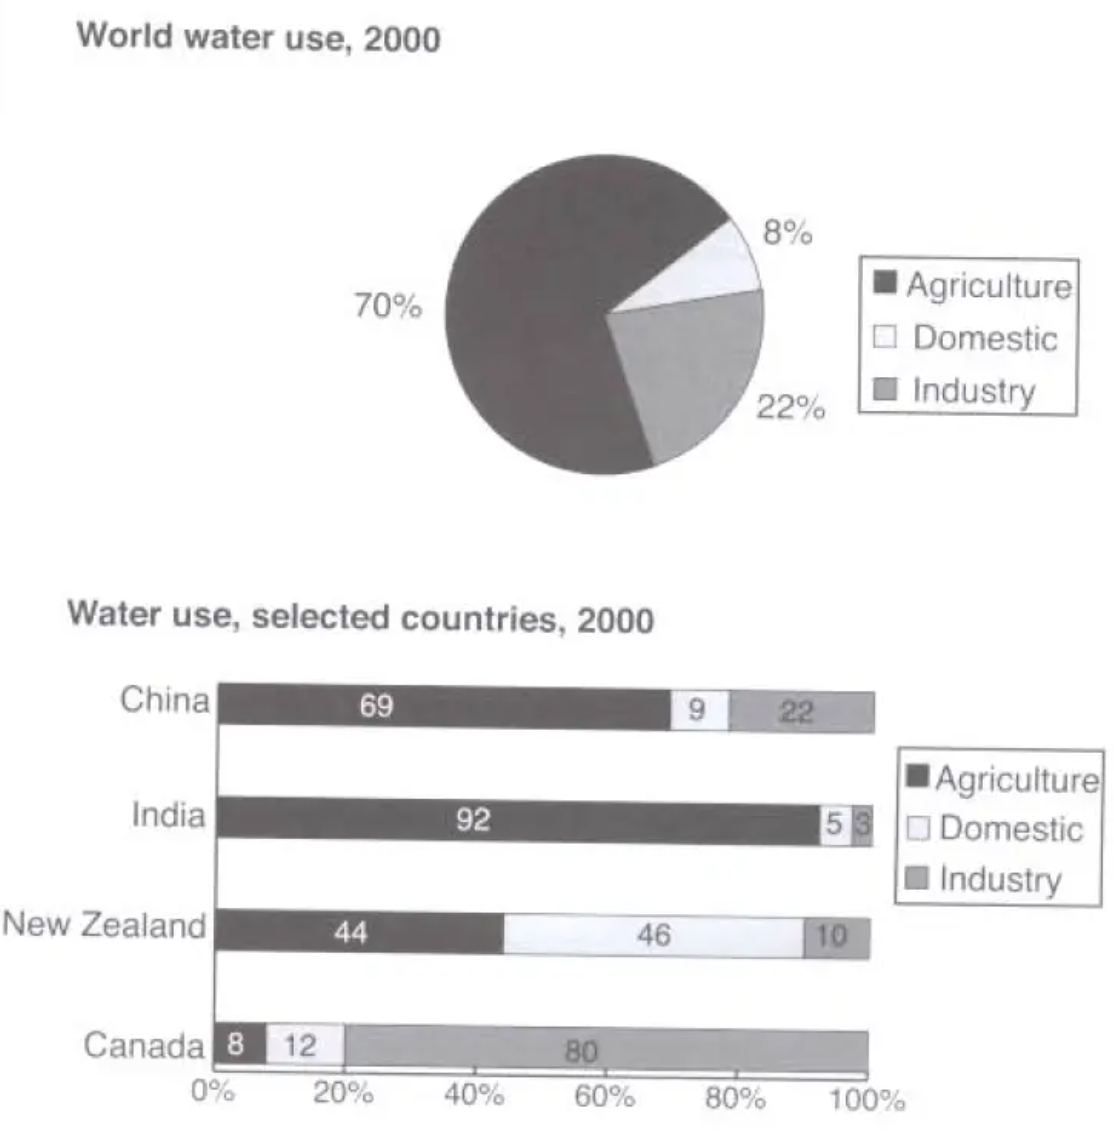 World water use, 2000
8%
70%
22%
Agriculture
Domestic
Industry
Water use, selected countries, 2000
China 69 9 22
India 92 5 3
New Zealand 44 46 10
Canada 8 12 80
0% 20% 40% 60% 80% 100%
Agriculture
Domestic
Industry